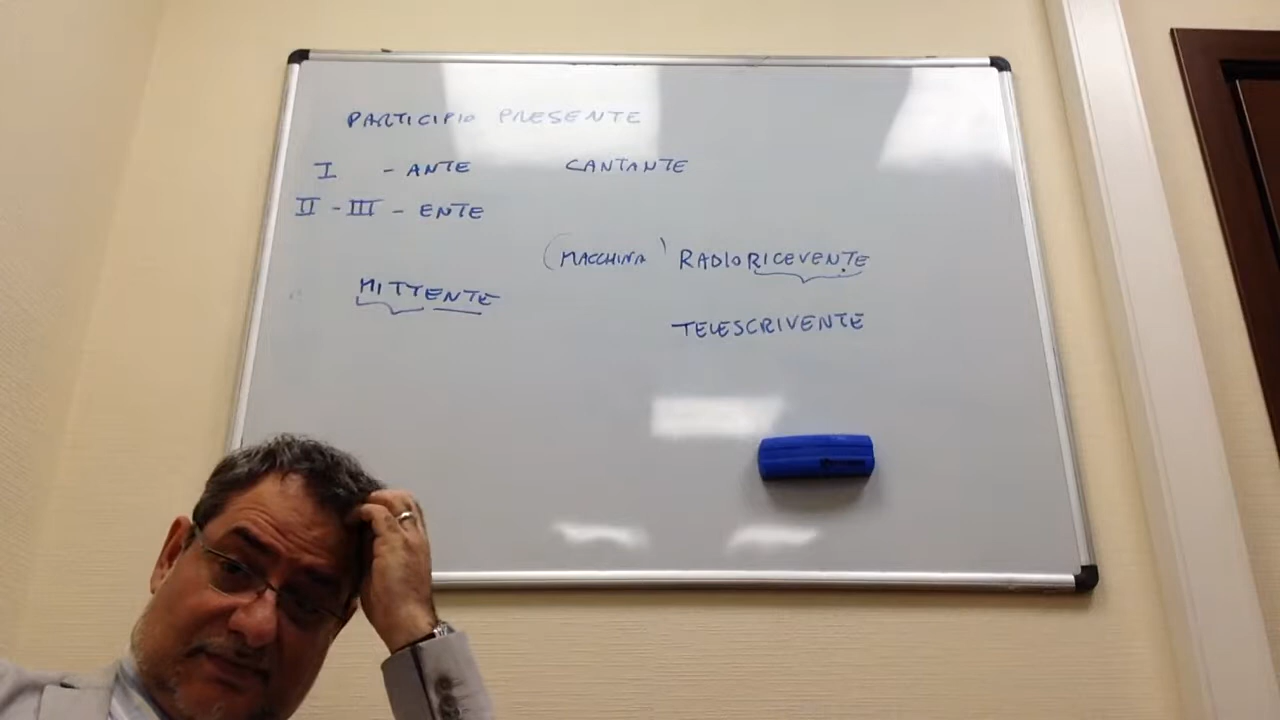 PARTICIPIO PRESENTE
I - ANTE CANTANTE
II - III - ENTE
(MACCHINA) RADIORICEVENTE
MITTENTE
TELESCRIVENTE